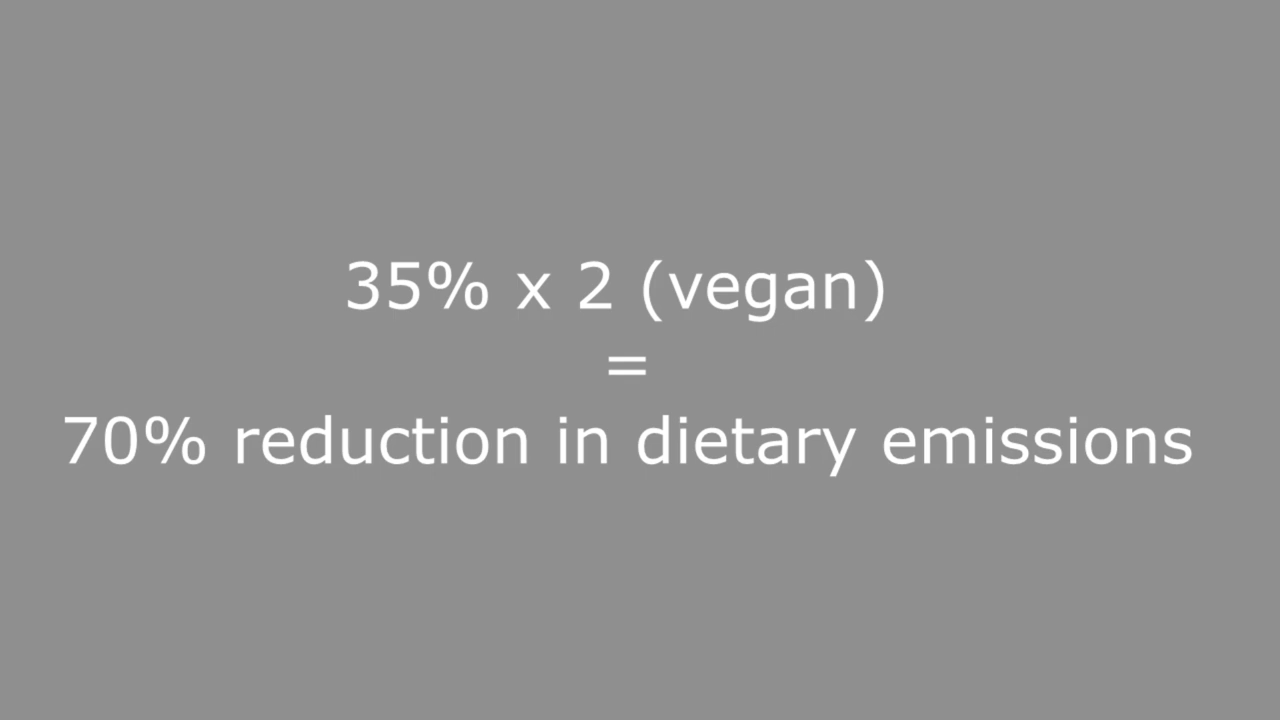 35% x 2 (vegan)
=
70% reduction in dietary emissions